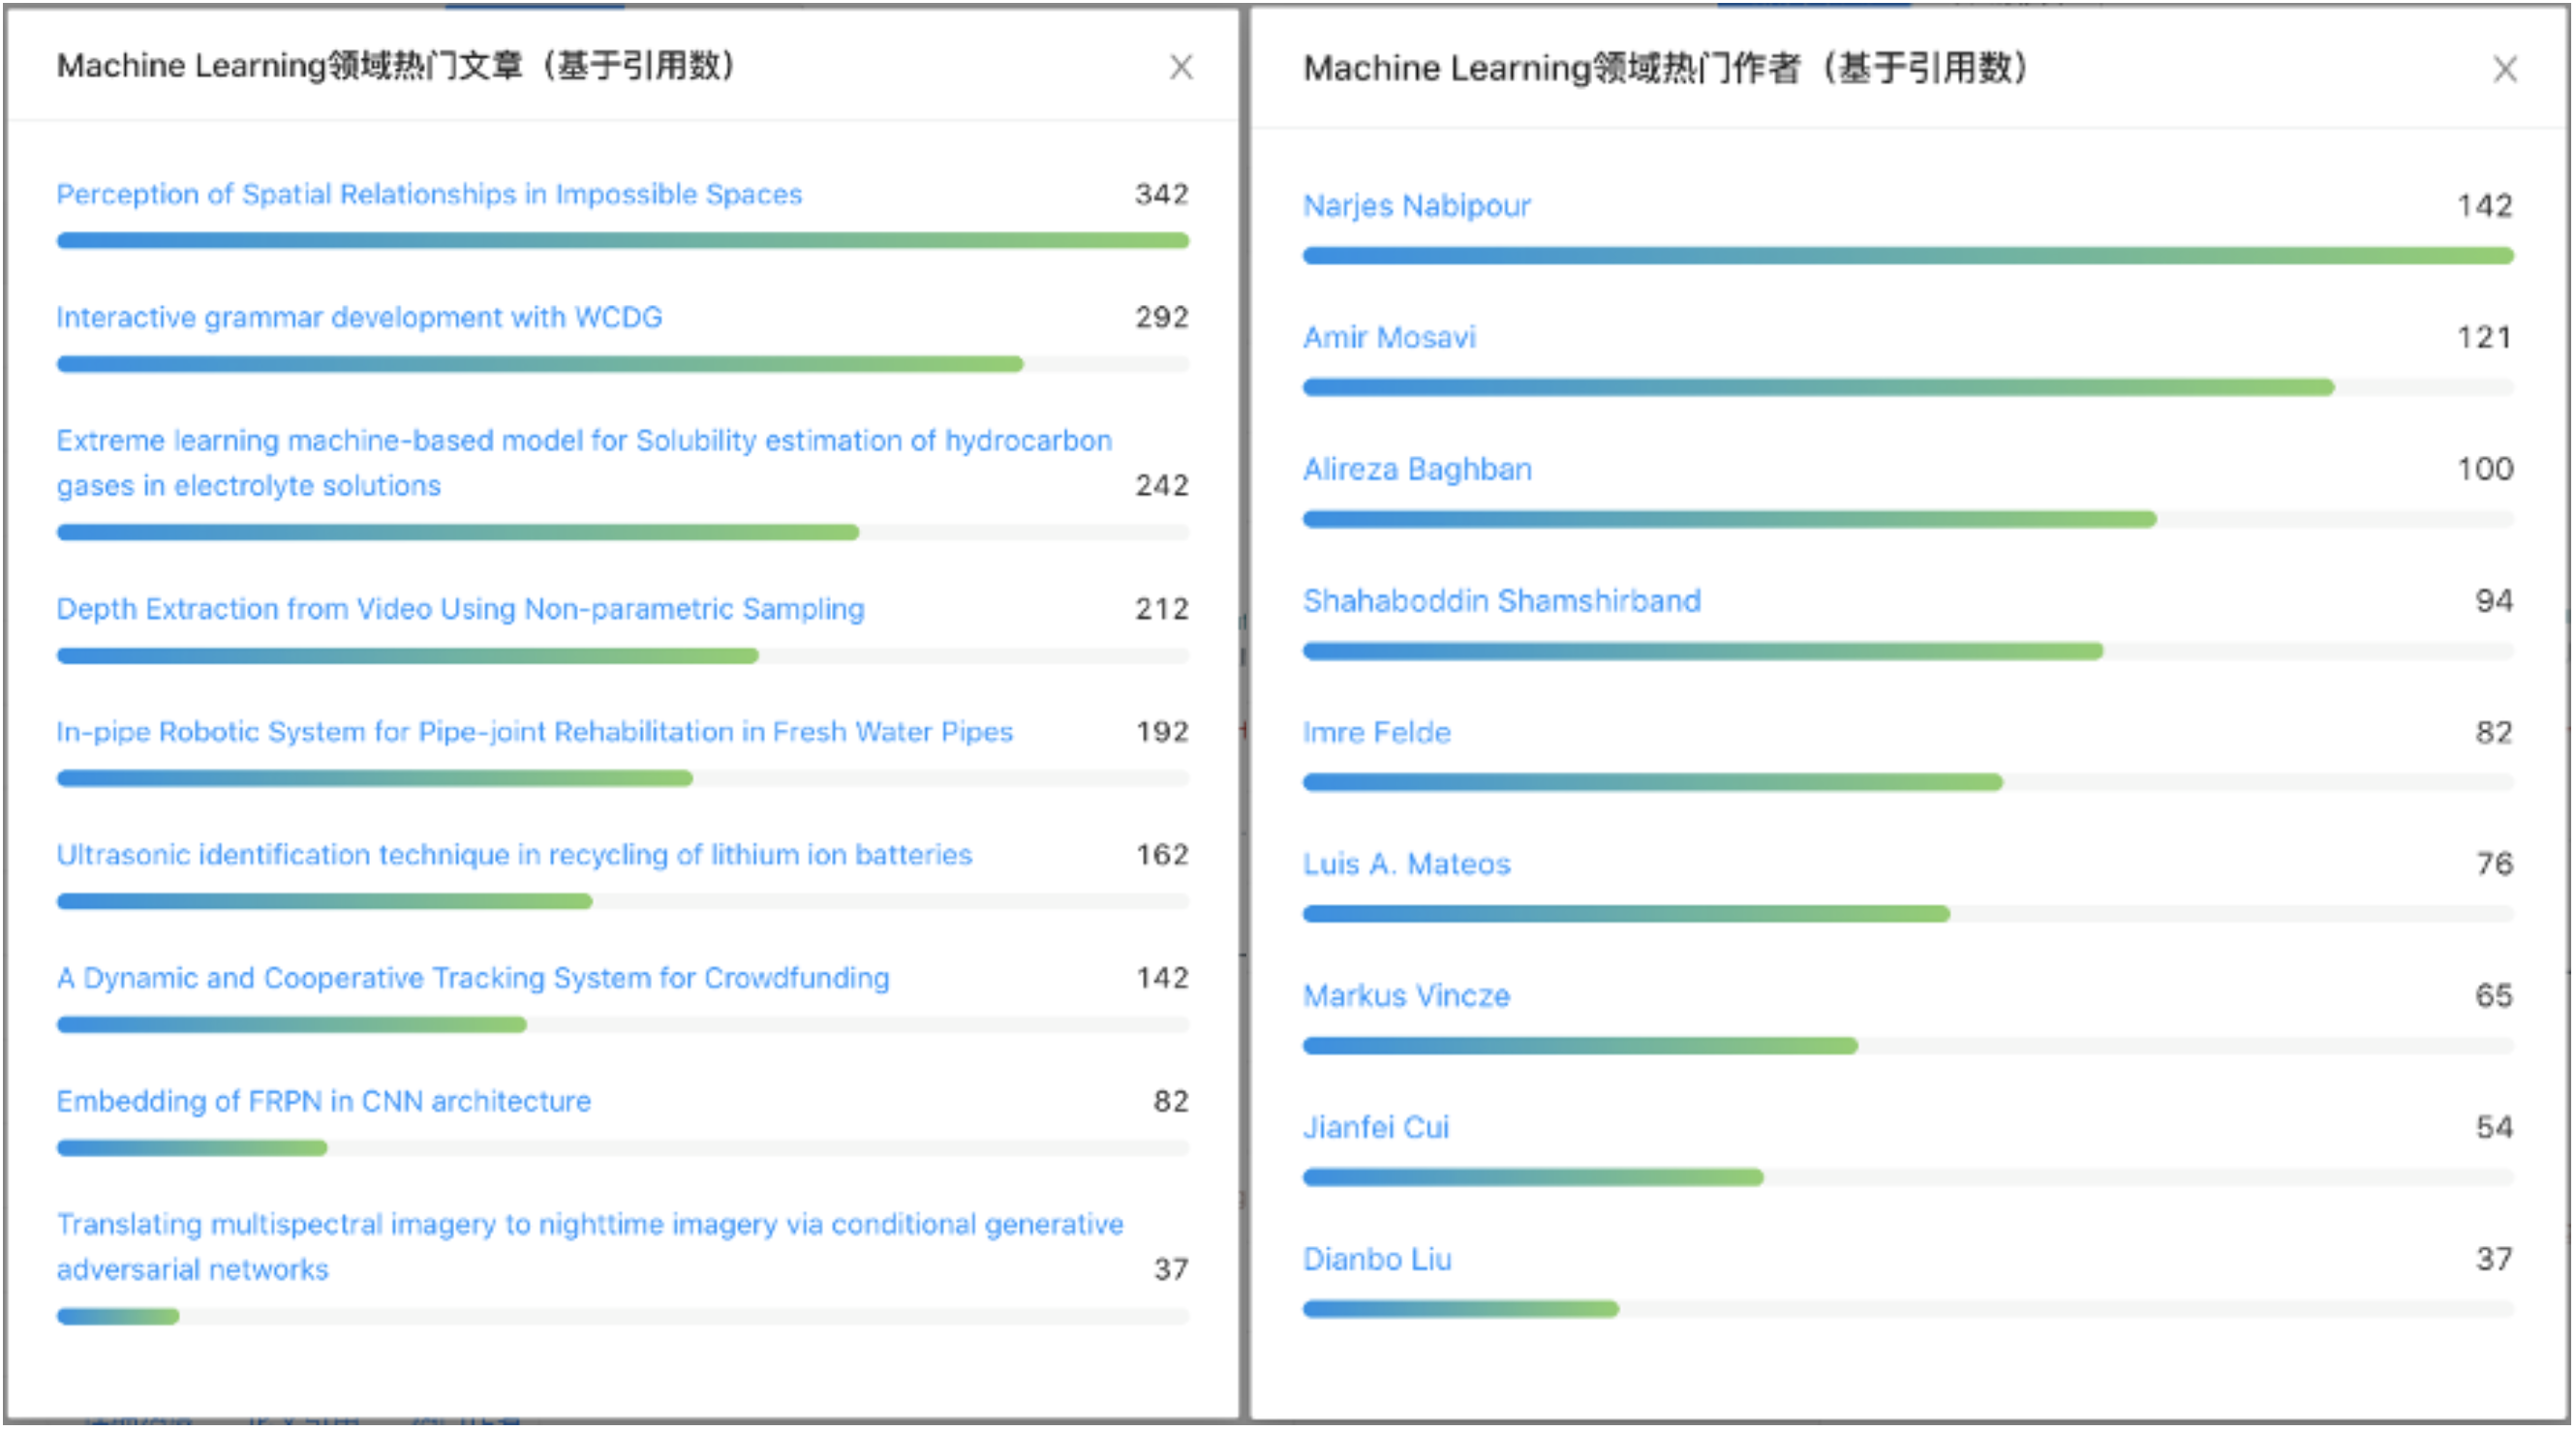 Machine Learning领域热门文章（基于引用数）
Perception of Spatial Relationships in Impossible Spaces 342
Interactive grammar development with WCDG 292
Extreme learning machine-based model for Solubility estimation of hydrocarbon
gases in electrolyte solutions 242
Depth Extraction from Video Using Non-parametric Sampling 212
In-pipe Robotic System for Pipe-joint Rehabilitation in Fresh Water Pipes 192
Ultrasonic identification technique in recycling of lithium ion batteries 162
A Dynamic and Cooperative Tracking System for Crowdfunding 142
Embedding of FRPN in CNN architecture 82
Translating multispectral imagery to nighttime imagery via conditional generative
adversarial networks 37
Machine Learning领域热门作者（基于引用数）
Narjes Nabipour 142
Amir Mosavi 121
Alireza Baghban 100
Shahaboddin Shamshirband 94
Imre Felde 82
Luis A. Mateos 76
Markus Vincze 65
Jianfei Cui 54
Dianbo Liu 37